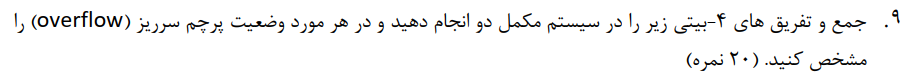 ۹. جمع و تفریق های ۴-بیتی زیر را در سیستم مکمل دو انجام دهید و در هر مورد وضعیت پرچم سرریز (overflow) را
مشخص کنید. (۲۰ نمره)